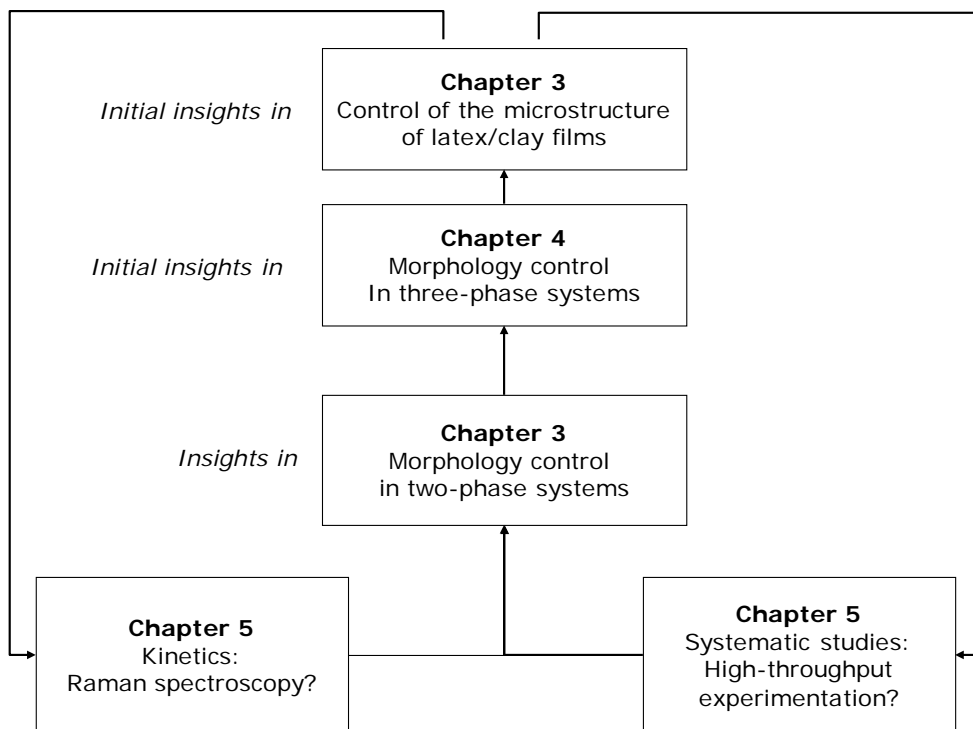 Chapter 3
Initial insights in
Control of the microstructure
of latex/clay films
Chapter 4
Initial insights in
Morphology control
In three-phase systems
Chapter 3
Insights in
Morphology control
in two-phase systems
Chapter 5
Kinetics:
Raman spectroscopy?
Chapter 5
Systematic studies:
High-throughput
experimentation?